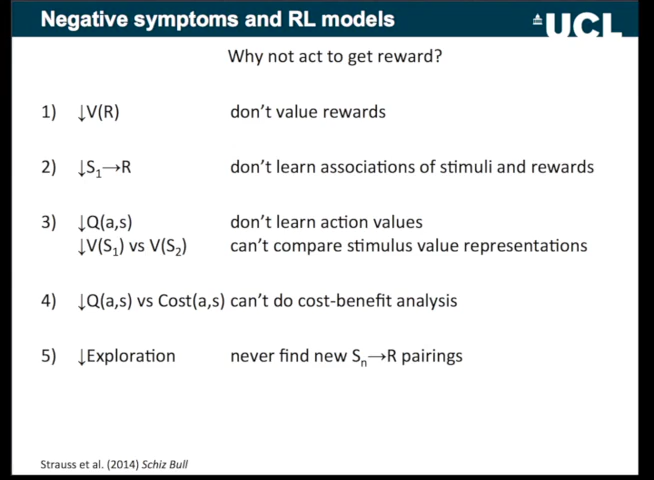 Negative symptoms and RL models
UCL
Why not act to get reward?
1) ↓V(R) don't value rewards
2) ↓S₁→R don't learn associations of stimuli and rewards
3) ↓Q(a,s) don't learn action values
↓V(S₁) vs V(S₂) can't compare stimulus value representations
4) ↓Q(a,s) vs Cost(a,s) can't do cost-benefit analysis
5) ↓Exploration never find new Sₙ→R pairings
Strauss et al. (2014) Schiz Bull